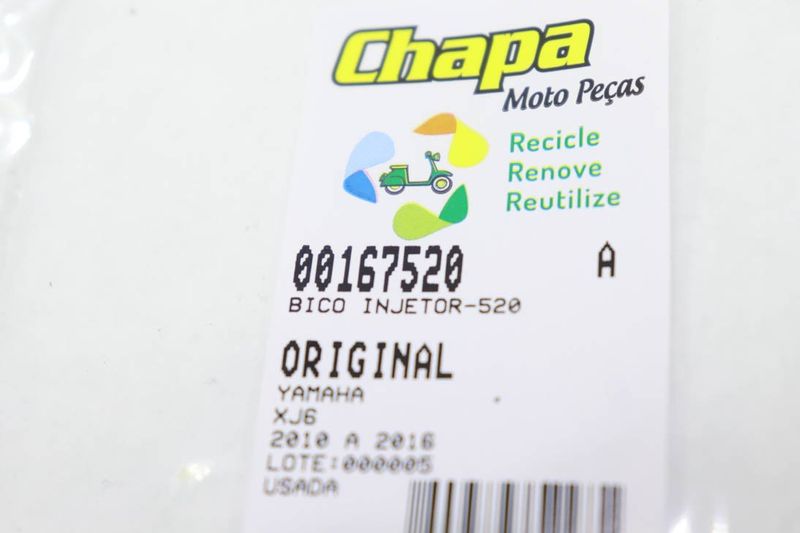 Chapa
Moto Peças
Recicle
Renove
Reutilize
00167520 A
BICO INJETOR-520
ORIGINAL
YAMAHA
XJ6
2010 A 2016
LOTE:000005
USADA